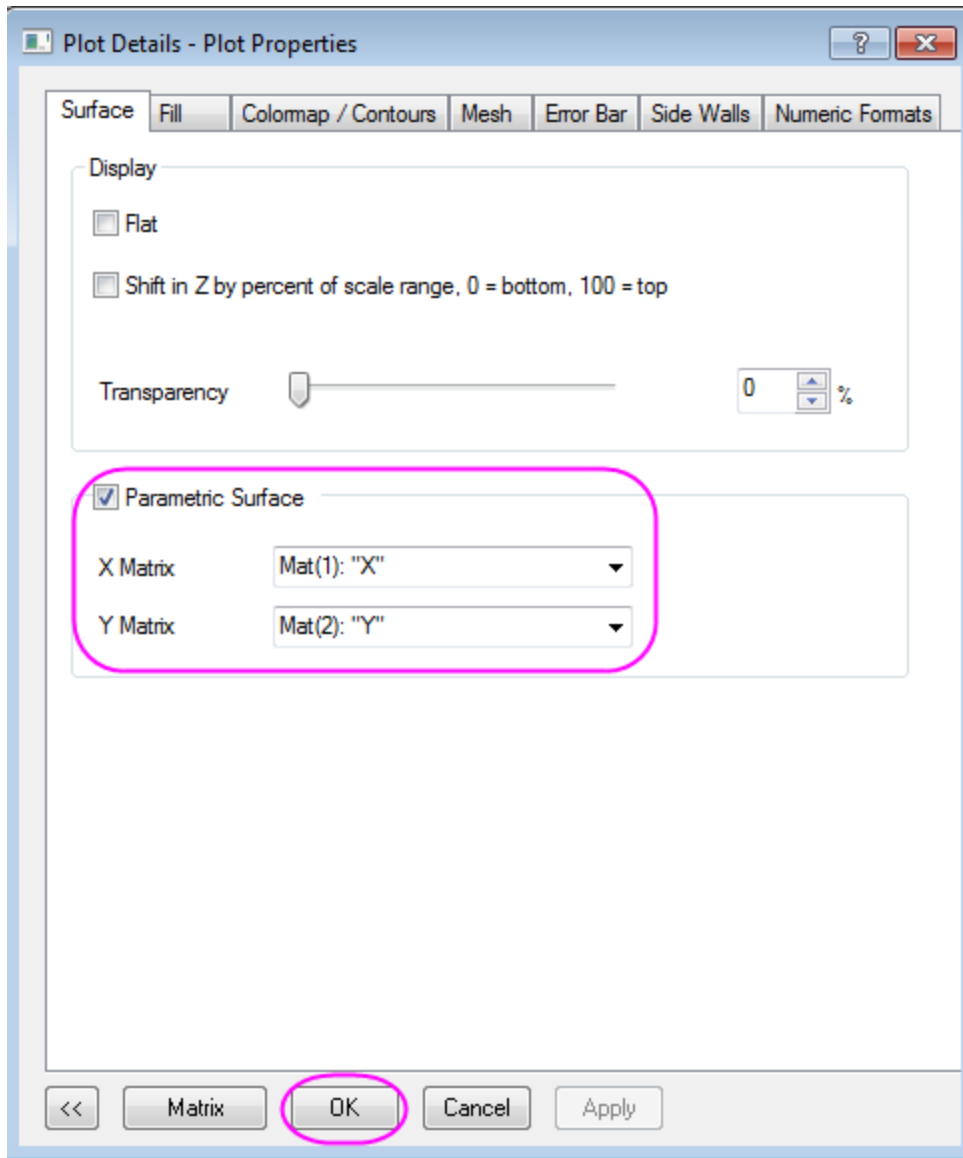 Plot Details - Plot Properties
?
Surface Fill Colormap / Contours Mesh Error Bar Side Walls Numeric Formats
Display
Flat
Shift in Z by percent of scale range, 0 = bottom, 100 = top
Transparency 0 %
Parametric Surface
X Matrix Mat(1): "X"
Y Matrix Mat(2): "Y"
<< Matrix OK Cancel Apply